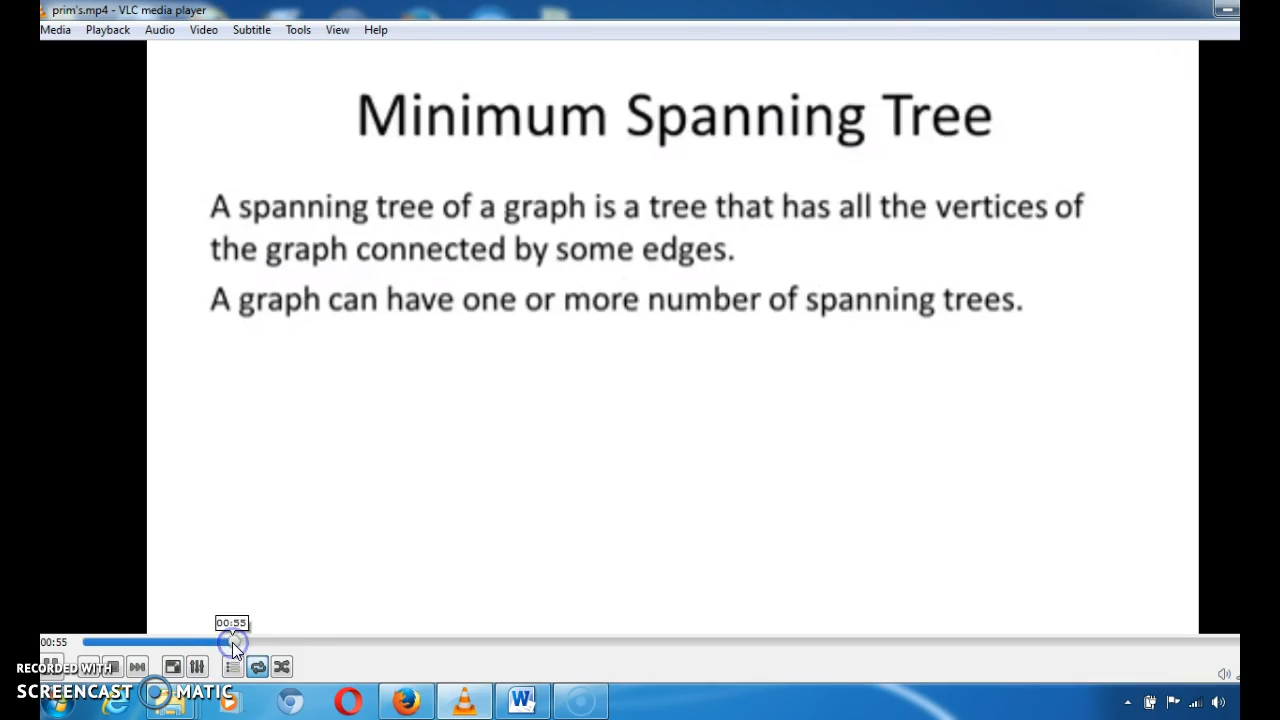 prim's.mp4 - VLC media player
Media Playback Audio Video Subtitle Tools View Help
Minimum Spanning Tree
A spanning tree of a graph is a tree that has all the vertices of
the graph connected by some edges.
A graph can have one or more number of spanning trees.
00:55
00:55
RECORDED WITH
SCREENCAST MATIC